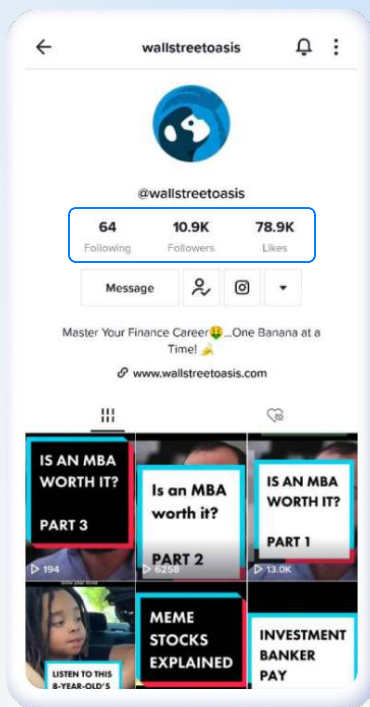 wallstreetoasis
@wallstreetoasis
64 10.9K 78.9K
Following Followers Likes
Message
Master Your Finance Career🤑...One Banana at a
Time! 🍌
www.wallstreetoasis.com
IS AN MBA
WORTH IT?
PART 3
194
Is an MBA
worth it?
PART 2
6258
IS AN MBA
WORTH IT?
PART 1
13.0K
LISTEN TO THIS
8-YEAR-OLD'S
MEME
STOCKS
EXPLAINED
INVESTMENT
BANKER
PAY